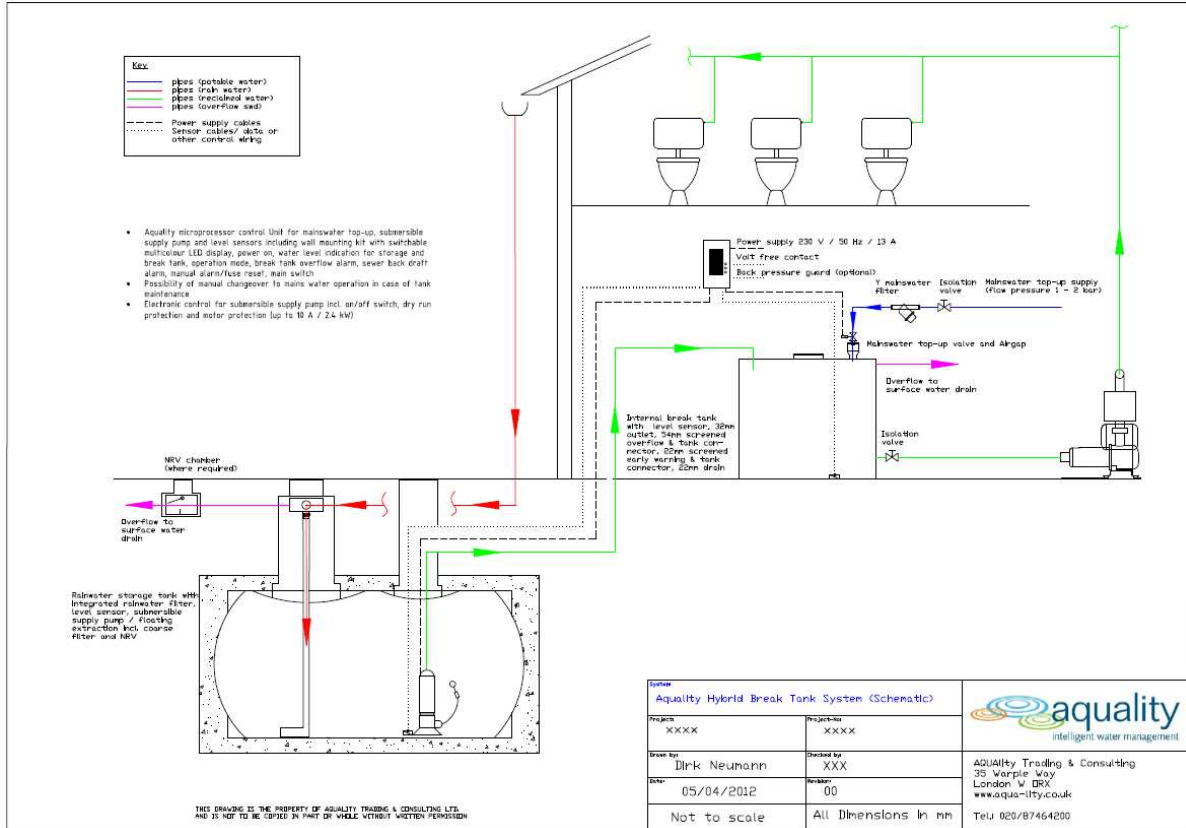 Key
pipes (potable water)
pipes (rain water)
pipes (reclaimed water)
pipes (overflow swd)
Power supply cables
Sensor cables/ data or
other control wiring
• Aquality microprocessor control Unit for mainswater top-up, submersible
supply pump and level sensors including wall mounting kit with switchable
multicolour LED display, power on, water level indication for storage and
break tank, operation mode, break tank overflow alarm, sewer back draft
alarm, manual alarm/fuse reset, main switch
• Possibility of manual changeover to mains water operation in case of tank
maintenance
• Electronic control for submersible supply pump incl. on/off switch, dry run
protection and motor protection (up to 10 A / 2.4 kW)
Power supply 230 V / 50 Hz / 13 A
Volt free contact
Back pressure guard (optional)
Y mainswater
filter
Isolation
valve
Mainswater top-up supply
(flow pressure 1 - 2 bar)
Mainswater top-up valve and Airgap
Overflow to
surface water drain
Internal break tank
with level sensor, 32mm
outlet, 54mm screened
overflow & tank con-
nector, 22mm screened
early warning & tank
connector, 22mm drain
Isolation
valve
NRV chamber
(where required)
Overflow to
surface water
drain
Rainwater storage tank with
integrated rainwater filter,
level sensor, submersible
supply pump / floating
extraction incl. coarse
filter and NRV
System:
Aquality Hybrid Break Tank System (Schematic)
Project:
XXXX
Project-No:
XXXX
Drawn by:
Dirk Neumann
Checked by:
XXX
Date:
05/04/2012
Revision:
00
Not to scale
All Dimensions in mm
aquality
intelligent water management
AQUAlity Trading & Consulting
35 Warple Way
London W 0RX
www.aqua-lity.co.uk
Tel.: 020/87464200
THIS DRAWING IS THE PROPERTY OF AQUALITY TRADING & CONSULTING LTD.
AND IS NOT TO BE COPIED IN PART OR WHOLE WITHOUT WRITTEN PERMISSION